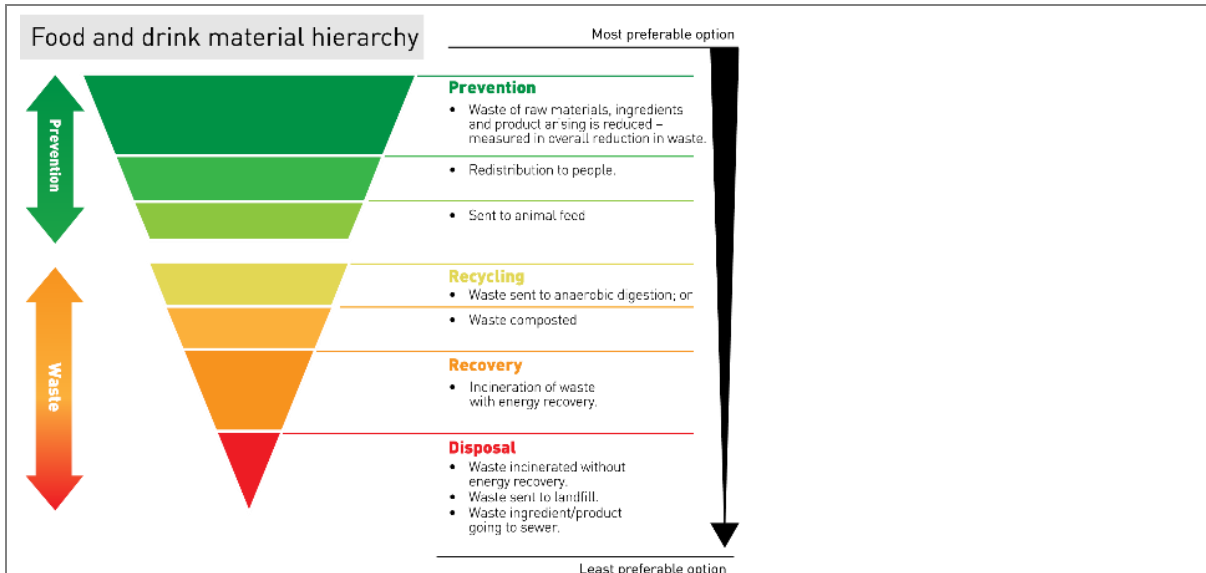 Food and drink material hierarchy
Most preferable option
Prevention
Prevention
• Waste of raw materials, ingredients
and product arising is reduced –
measured in overall reduction in waste.
• Redistribution to people.
• Sent to animal feed
Waste
Recycling
• Waste sent to anaerobic digestion; or
• Waste composted
Recovery
• Incineration of waste
with energy recovery.
Disposal
• Waste incinerated without
energy recovery.
• Waste sent to landfill.
• Waste ingredient/product
going to sewer.
Least preferable option